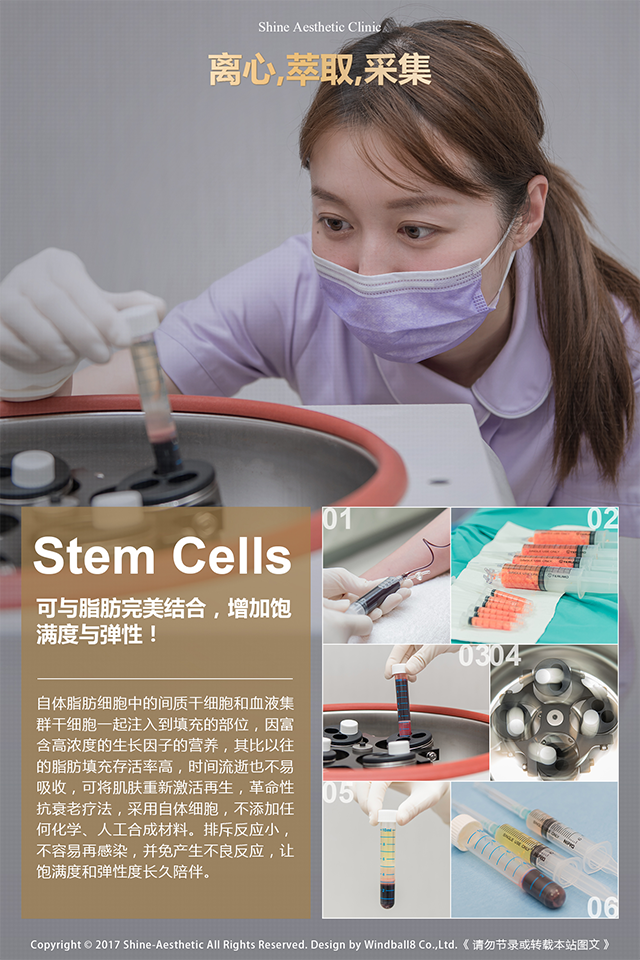 Shine Aesthetic Clinic
离心,萃取,采集
Stem Cells
可与脂肪完美结合，增加饱
满度与弹性！
自体脂肪细胞中的间质干细胞和血液集
群干细胞一起注入到填充的部位，因富
含高浓度的生长因子的营养，其比以往
的脂肪填充存活率高，时间流逝也不易
吸收，可将肌肤重新激活再生，革命性
抗衰老疗法，采用自体细胞，不添加任
何化学、人工合成材料。排斥反应小，
不容易再感染，并免产生不良反应，让
饱满度和弹性度长久陪伴。
01
02
03
04
05
06
Copyright © 2017 Shine-Aesthetic All Rights Reserved. Design by Windball8 Co.,Ltd.《 请勿节录或转载本站图文 》